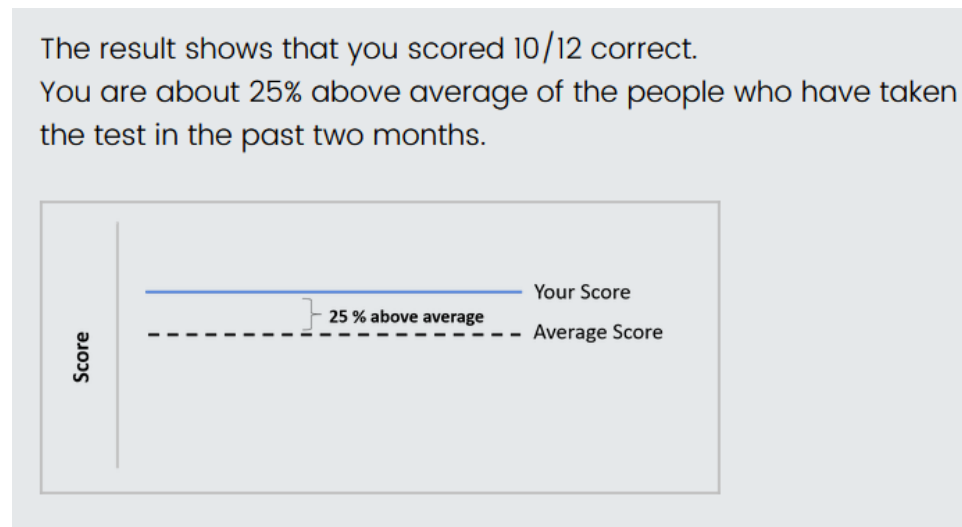 The result shows that you scored 10/12 correct.
You are about 25% above average of the people who have taken
the test in the past two months.
Your Score
25 % above average
Average Score
Score